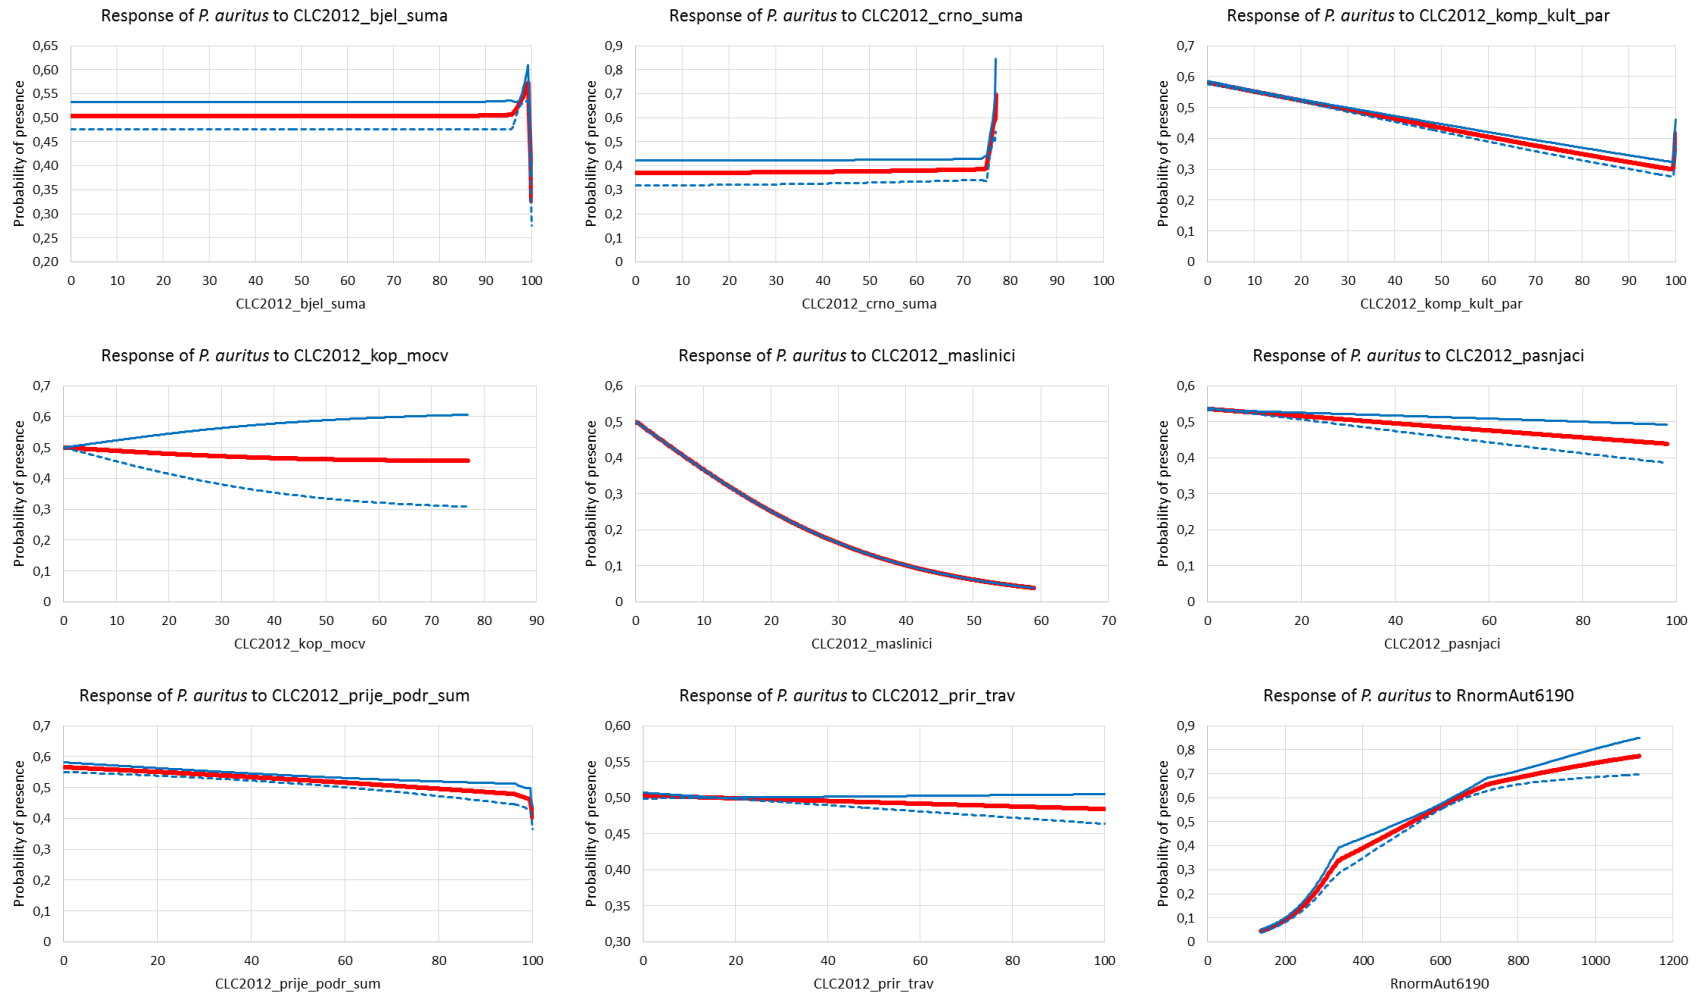 Response of P. auritus to CLC2012_bjel_suma
Probability of presence
0,65
0,60
0,55
0,50
0,45
0,40
0,35
0,30
0,25
0,20
0 10 20 30 40 50 60 70 80 90 100
CLC2012_bjel_suma
Response of P. auritus to CLC2012_crno_suma
Probability of presence
0,9
0,8
0,7
0,6
0,5
0,4
0,3
0,2
0,1
0
0 10 20 30 40 50 60 70 80 90 100
CLC2012_crno_suma
Response of P. auritus to CLC2012_komp_kult_par
Probability of presence
0,7
0,6
0,5
0,4
0,3
0,2
0,1
0
0 10 20 30 40 50 60 70 80 90 100
CLC2012_komp_kult_par
Response of P. auritus to CLC2012_kop_mocv
Probability of presence
0,7
0,6
0,5
0,4
0,3
0,2
0,1
0
0 10 20 30 40 50 60 70 80 90
CLC2012_kop_mocv
Response of P. auritus to CLC2012_maslinici
Probability of presence
0,6
0,5
0,4
0,3
0,2
0,1
0
0 10 20 30 40 50 60 70
CLC2012_maslinici
Response of P. auritus to CLC2012_pasnjaci
Probability of presence
0,6
0,5
0,4
0,3
0,2
0,1
0
0 20 40 60 80 100
CLC2012_pasnjaci
Response of P. auritus to CLC2012_prije_podr_sum
Probability of presence
0,7
0,6
0,5
0,4
0,3
0,2
0,1
0
0 20 40 60 80 100
CLC2012_prije_podr_sum
Response of P. auritus to CLC2012_prir_trav
Probability of presence
0,60
0,55
0,50
0,45
0,40
0,35
0,30
0 20 40 60 80 100
CLC2012_prir_trav
Response of P. auritus to RnormAut6190
Probability of presence
0,9
0,8
0,7
0,6
0,5
0,4
0,3
0,2
0,1
0
0 200 400 600 800 1000 1200
RnormAut6190